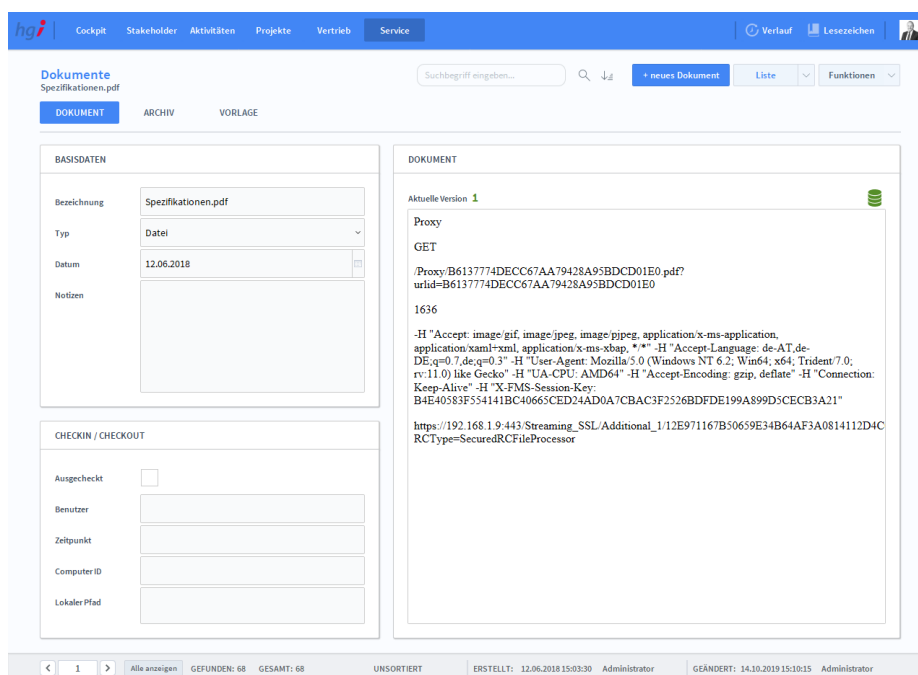 hgi
Cockpit Stakeholder Aktivitäten Projekte Vertrieb Service Verlauf Lesezeichen
Dokumente
Spezifikationen.pdf
Suchbegriff eingeben... + neues Dokument Liste Funktionen
DOKUMENT ARCHIV VORLAGE
BASISDATEN
Bezeichnung Spezifikationen.pdf
Typ Datei
Datum 12.06.2018
Notizen
CHECKIN / CHECKOUT
Ausgecheckt
Benutzer
Zeitpunkt
Computer ID
Lokaler Pfad
DOKUMENT
Aktuelle Version 1
Proxy
GET
/Proxy/B6137774DECC67AA79428A95BDCD01E0.pdf?
urlid=B6137774DECC67AA79428A95BDCD01E0
1636
-H "Accept: image/gif, image/jpeg, image/pjpeg, application/x-ms-application,
application/xaml+xml, application/x-ms-xbap, */*" -H "Accept-Language: de-AT,de-
DE;q=0.7,de;q=0.3" -H "User-Agent: Mozilla/5.0 (Windows NT 6.2; Win64; x64; Trident/7.0;
rv:11.0) like Gecko" -H "UA-CPU: AMD64" -H "Accept-Encoding: gzip, deflate" -H "Connection:
Keep-Alive" -H "X-FMS-Session-Key:
B4E40583F554141BC40665CED24AD0A7CBAC3F2526BDFDE199A899D5CECB3A21"
https://192.168.1.9:443/Streaming_SSL/Additional_1/12E971167B50659E34B64AF3A0814112D4C
RCType=SecuredRCFileProcessor
1 Alle anzeigen GEFUNDEN: 68 GESAMT: 68 UNSORTIERT ERSTELLT: 12.06.2018 15:03:30 Administrator GEÄNDERT: 14.10.2019 15:10:15 Administrator